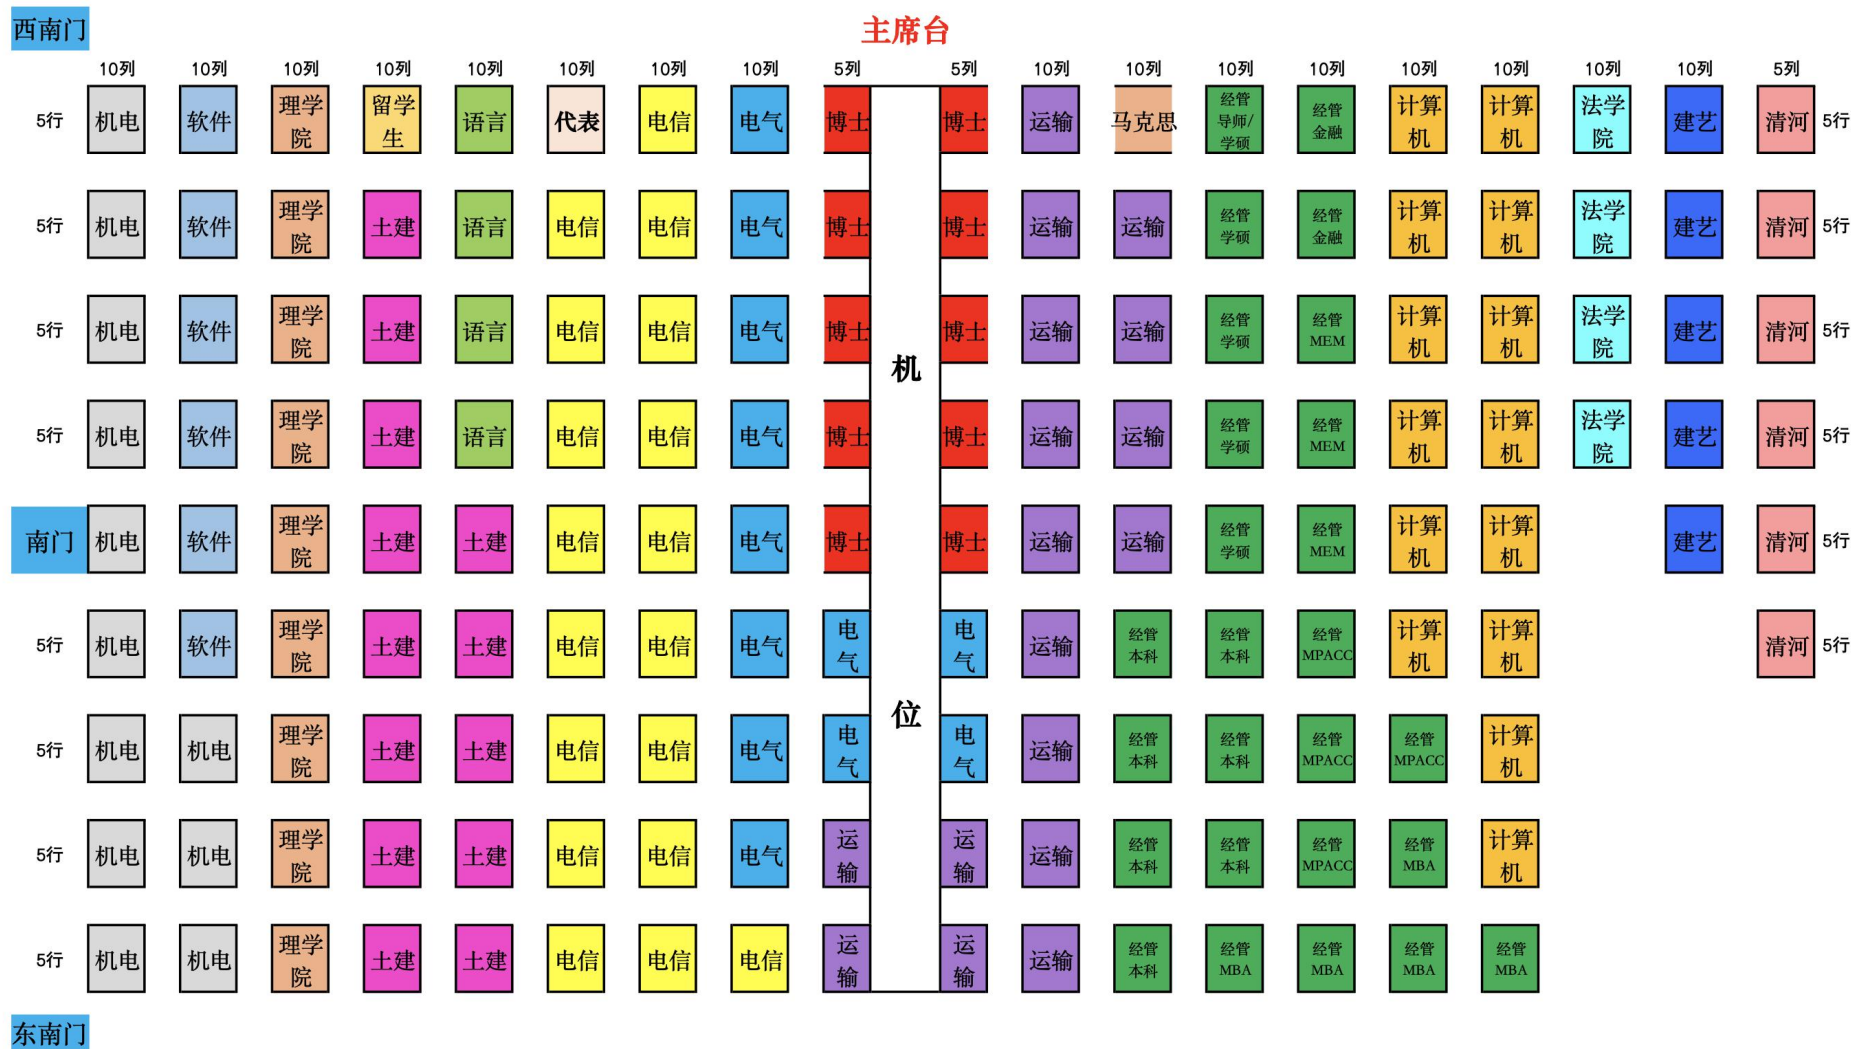 西南门
主席台
10列 10列 10列 10列 10列 10列 10列 10列 5列 5列 10列 10列 10列 10列 10列 10列 10列 10列 5列
5行 机电 软件 理学院 留学生 语言 代表 电信 电气 博士 博士 运输 马克思 经管导师/学硕 经管金融 计算机 计算机 法学院 建艺 清河 5行
5行 机电 软件 理学院 土建 语言 电信 电信 电气 博士 博士 运输 运输 经管学硕 经管金融 计算机 计算机 法学院 建艺 清河 5行
5行 机电 软件 理学院 土建 语言 电信 电信 电气 博士 博士 运输 运输 经管学硕 经管MEM 计算机 计算机 法学院 建艺 清河 5行
机
5行 机电 软件 理学院 土建 语言 电信 电信 电气 博士 博士 运输 运输 经管学硕 经管MEM 计算机 计算机 法学院 建艺 清河 5行
南门 机电 软件 理学院 土建 土建 电信 电信 电气 博士 博士 运输 运输 经管学硕 经管MEM 计算机 计算机 建艺 清河 5行
5行 机电 软件 理学院 土建 土建 电信 电信 电气 电气 电气 运输 经管本科 经管本科 经管MPACC 计算机 计算机 清河 5行
位
5行 机电 机电 理学院 土建 土建 电信 电信 电气 电气 电气 运输 经管本科 经管本科 经管MPACC 经管MPACC 计算机
5行 机电 机电 理学院 土建 土建 电信 电信 电气 运输 运输 运输 经管本科 经管本科 经管MPACC 经管MBA 计算机
5行 机电 机电 理学院 土建 土建 电信 电信 电信 运输 运输 运输 经管本科 经管MBA 经管MBA 经管MBA 经管MBA
东南门